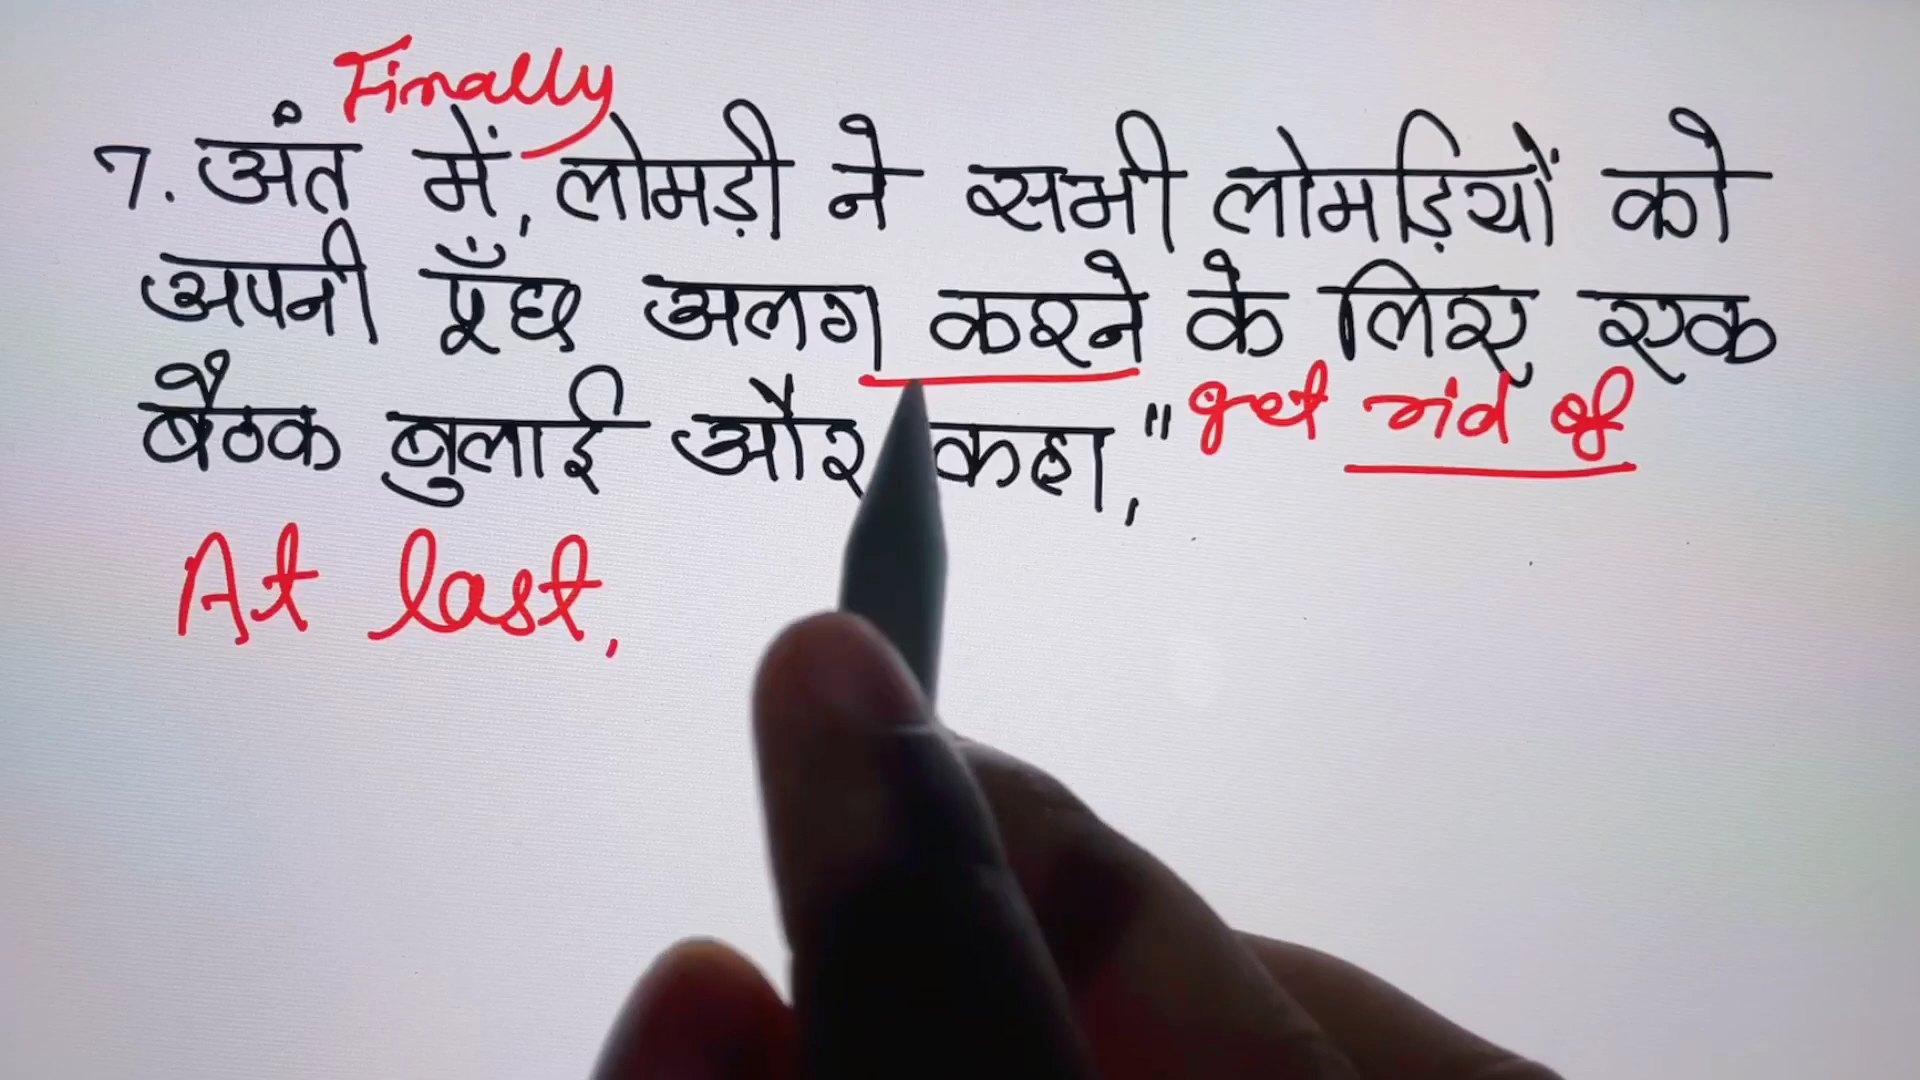 Finally
7. अंत में, लोमड़ी ने सभी लोमड़ियों को
अपनी पूँछ अलग करने के लिए एक
बैठक बुलाई और कहा, "
get rid of
At last,